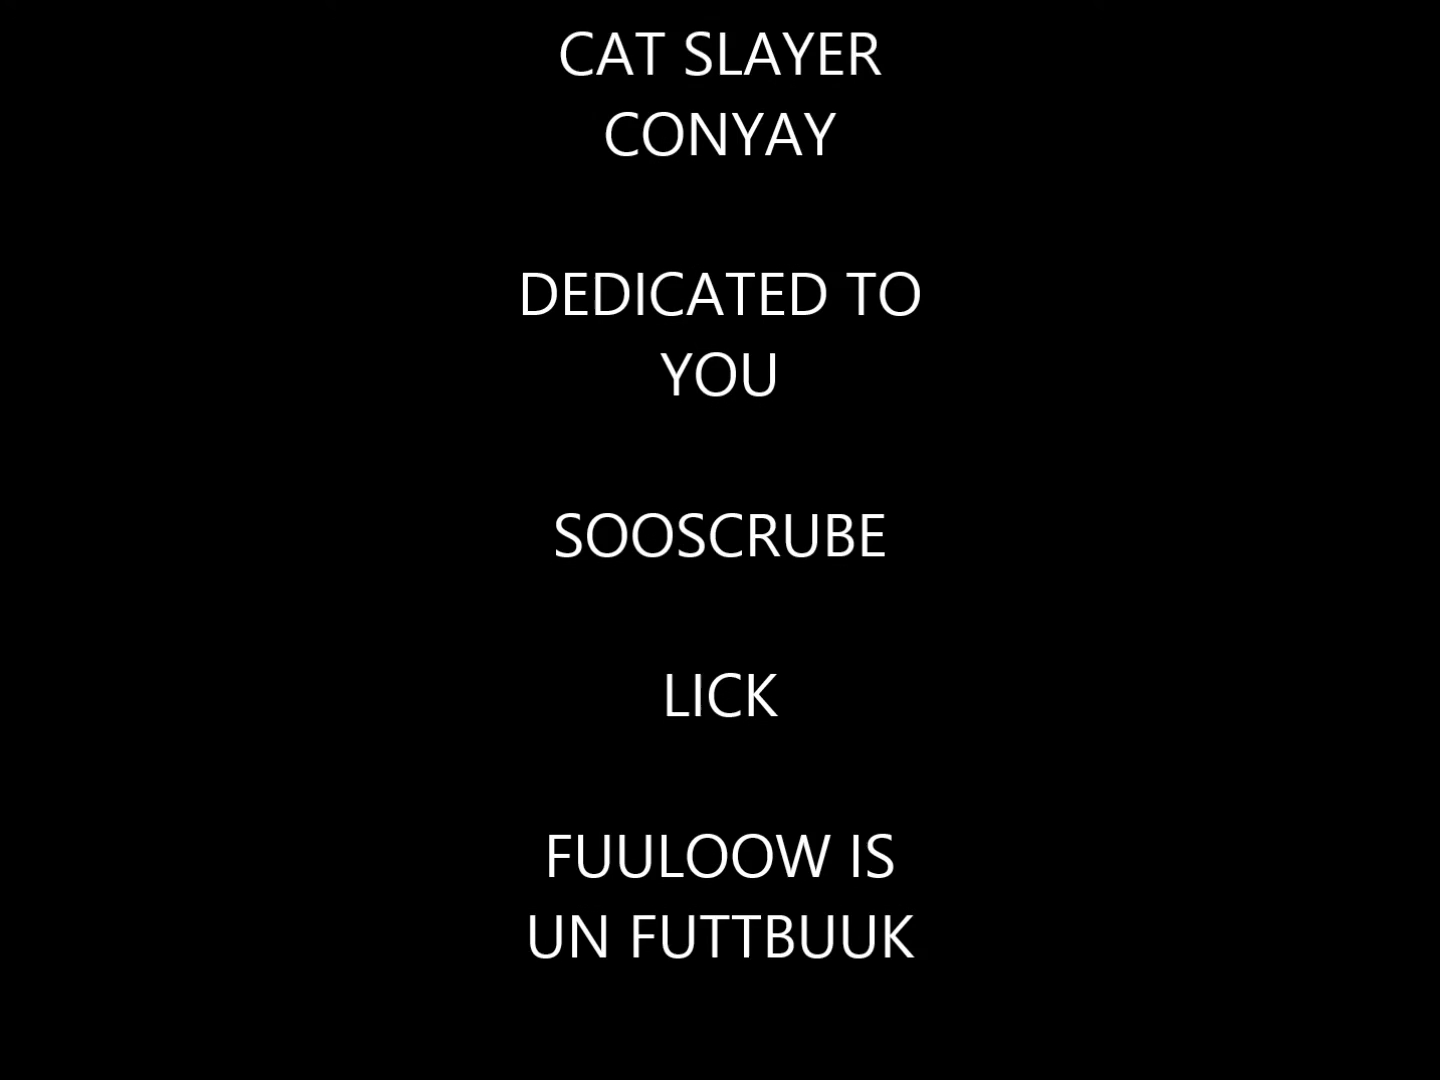 CAT SLAYER
CONYAY
DEDICATED TO
YOU
SOOSCRUBE
LICK
FUULOOW IS
UN FUTTBUUK